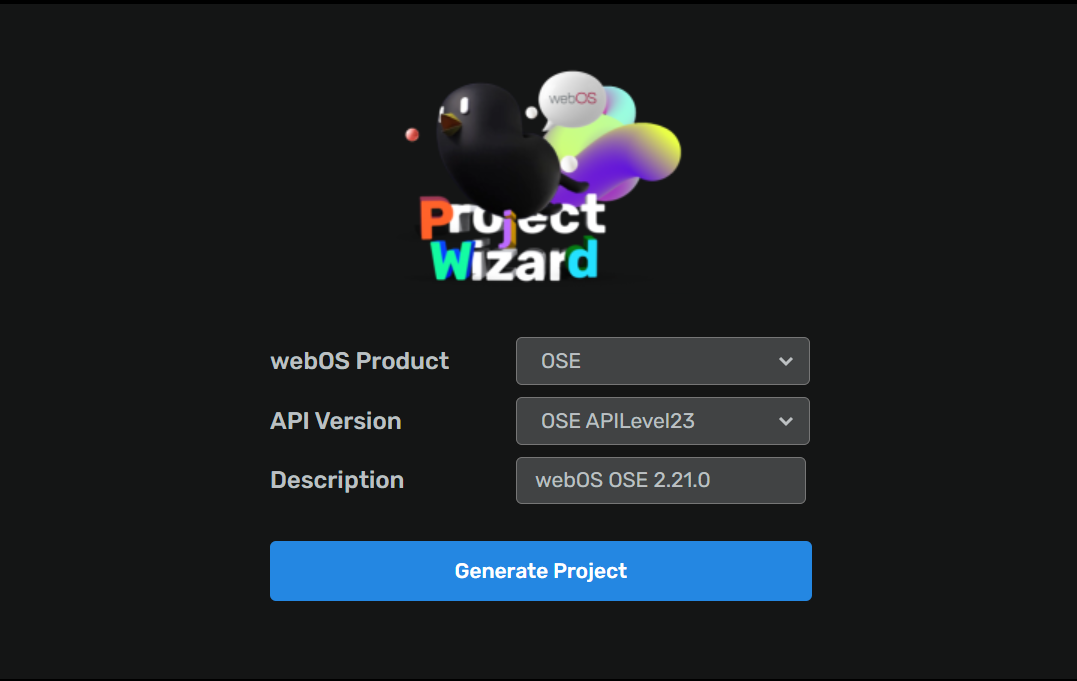 webOS
Project
Wizard
webOS Product
OSE
API Version
OSE APILevel23
Description
webOS OSE 2.21.0
Generate Project